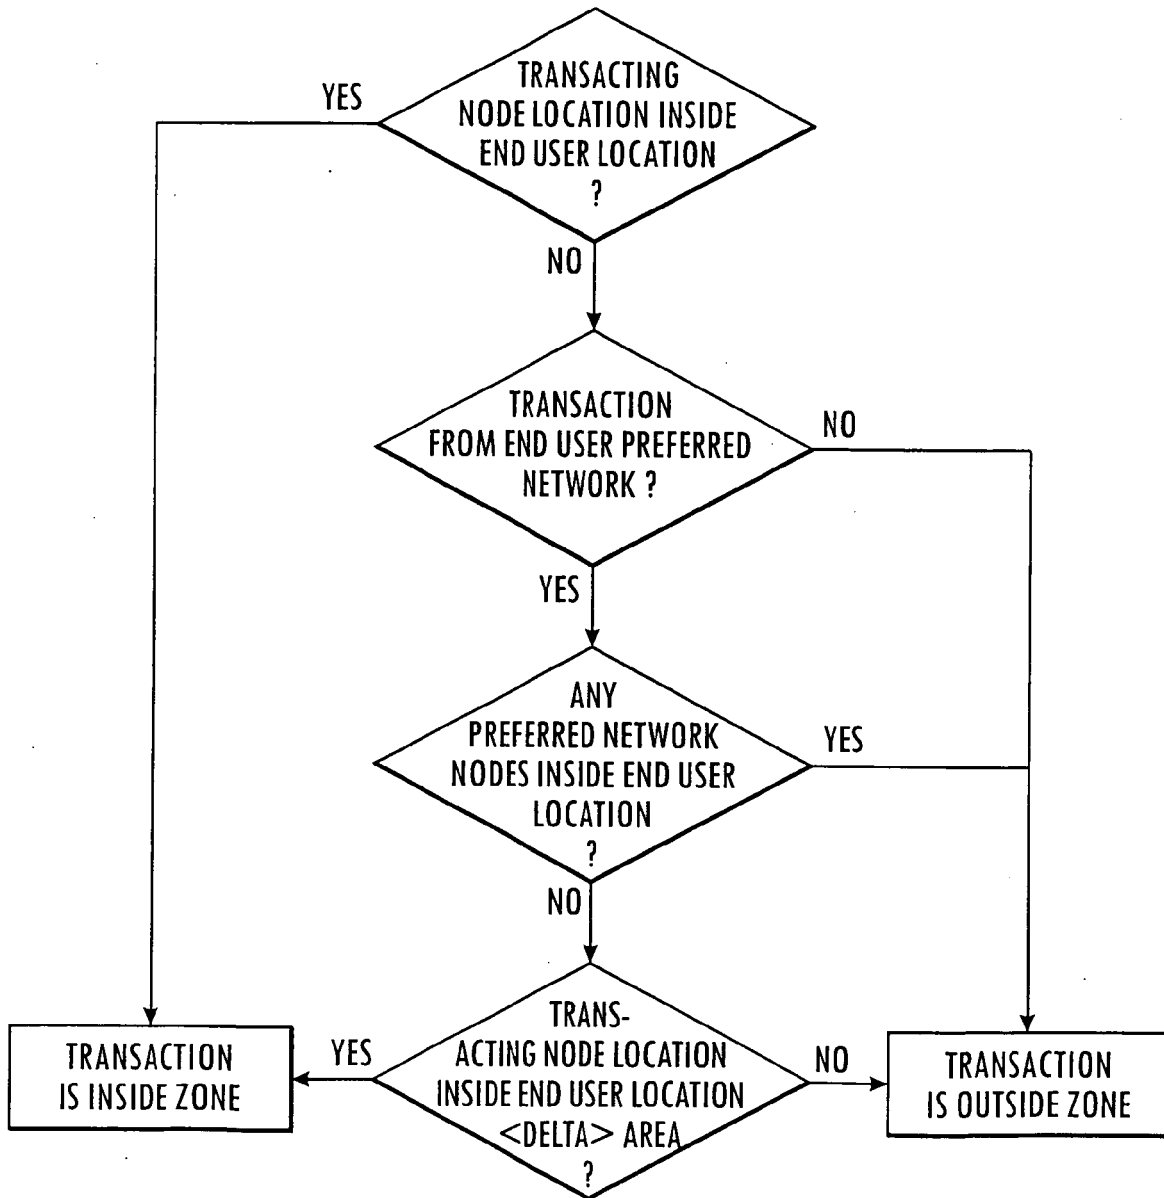 TRANSACTING
NODE LOCATION INSIDE
END USER LOCATION
?
YES
NO
TRANSACTION
FROM END USER PREFERRED
NETWORK ?
NO
YES
ANY
PREFERRED NETWORK
NODES INSIDE END USER
LOCATION
?
YES
NO
TRANS-
ACTING NODE LOCATION
INSIDE END USER LOCATION
<DELTA> AREA
?
YES
NO
TRANSACTION
IS INSIDE ZONE
TRANSACTION
IS OUTSIDE ZONE